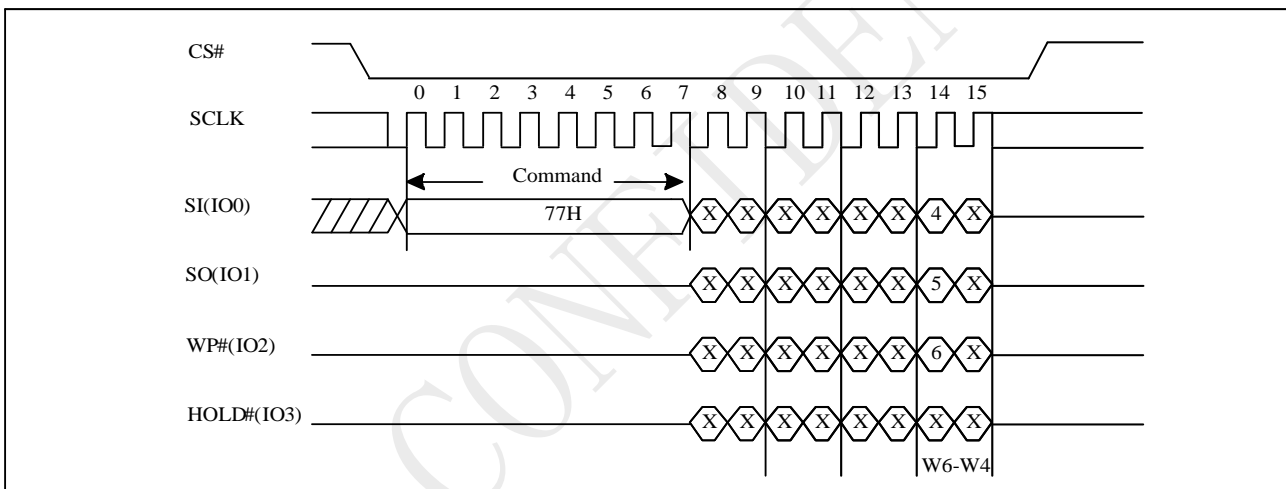 CS#
0 1 2 3 4 5 6 7 8 9 10 11 12 13 14 15
SCLK
Command
SI(IO0) 77H X X X X X X 4 X
SO(IO1) X X X X X X 5 X
WP#(IO2) X X X X X X 6 X
HOLD#(IO3) X X X X X X X X
W6-W4